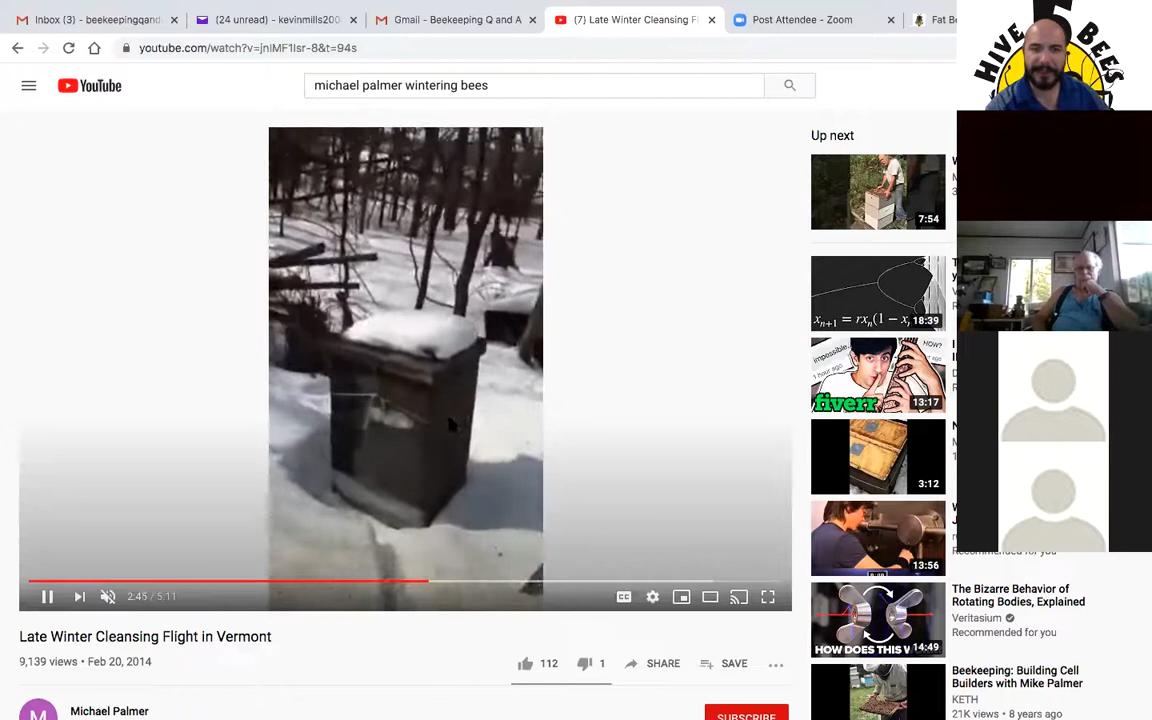 Inbox (3) - beekeepingqand
(24 unread) - kevinmills200
Gmail - Beekeeping Q and A
(7) Late Winter Cleansing Fl
Post Attendee - Zoom
Fat Be
youtube.com/watch?v=jnlMF1lsr-8&t=94s
HIVE 5 BEES
YouTube
michael palmer wintering bees
Up next
7:54
18:39
impossible..
1 hour ago
HOW?
fiverr
13:17
3:12
13:56
Recommended for you
The Bizarre Behavior of
Rotating Bodies, Explained
Veritasium
Recommended for you
HOW DOES THIS W
14:49
Beekeeping: Building Cell
Builders with Mike Palmer
KETH
21K views • 8 years ago
2:45 / 5:11
Late Winter Cleansing Flight in Vermont
9,139 views • Feb 20, 2014
112
1
SHARE
SAVE
M
Michael Palmer
SUBSCRIBE